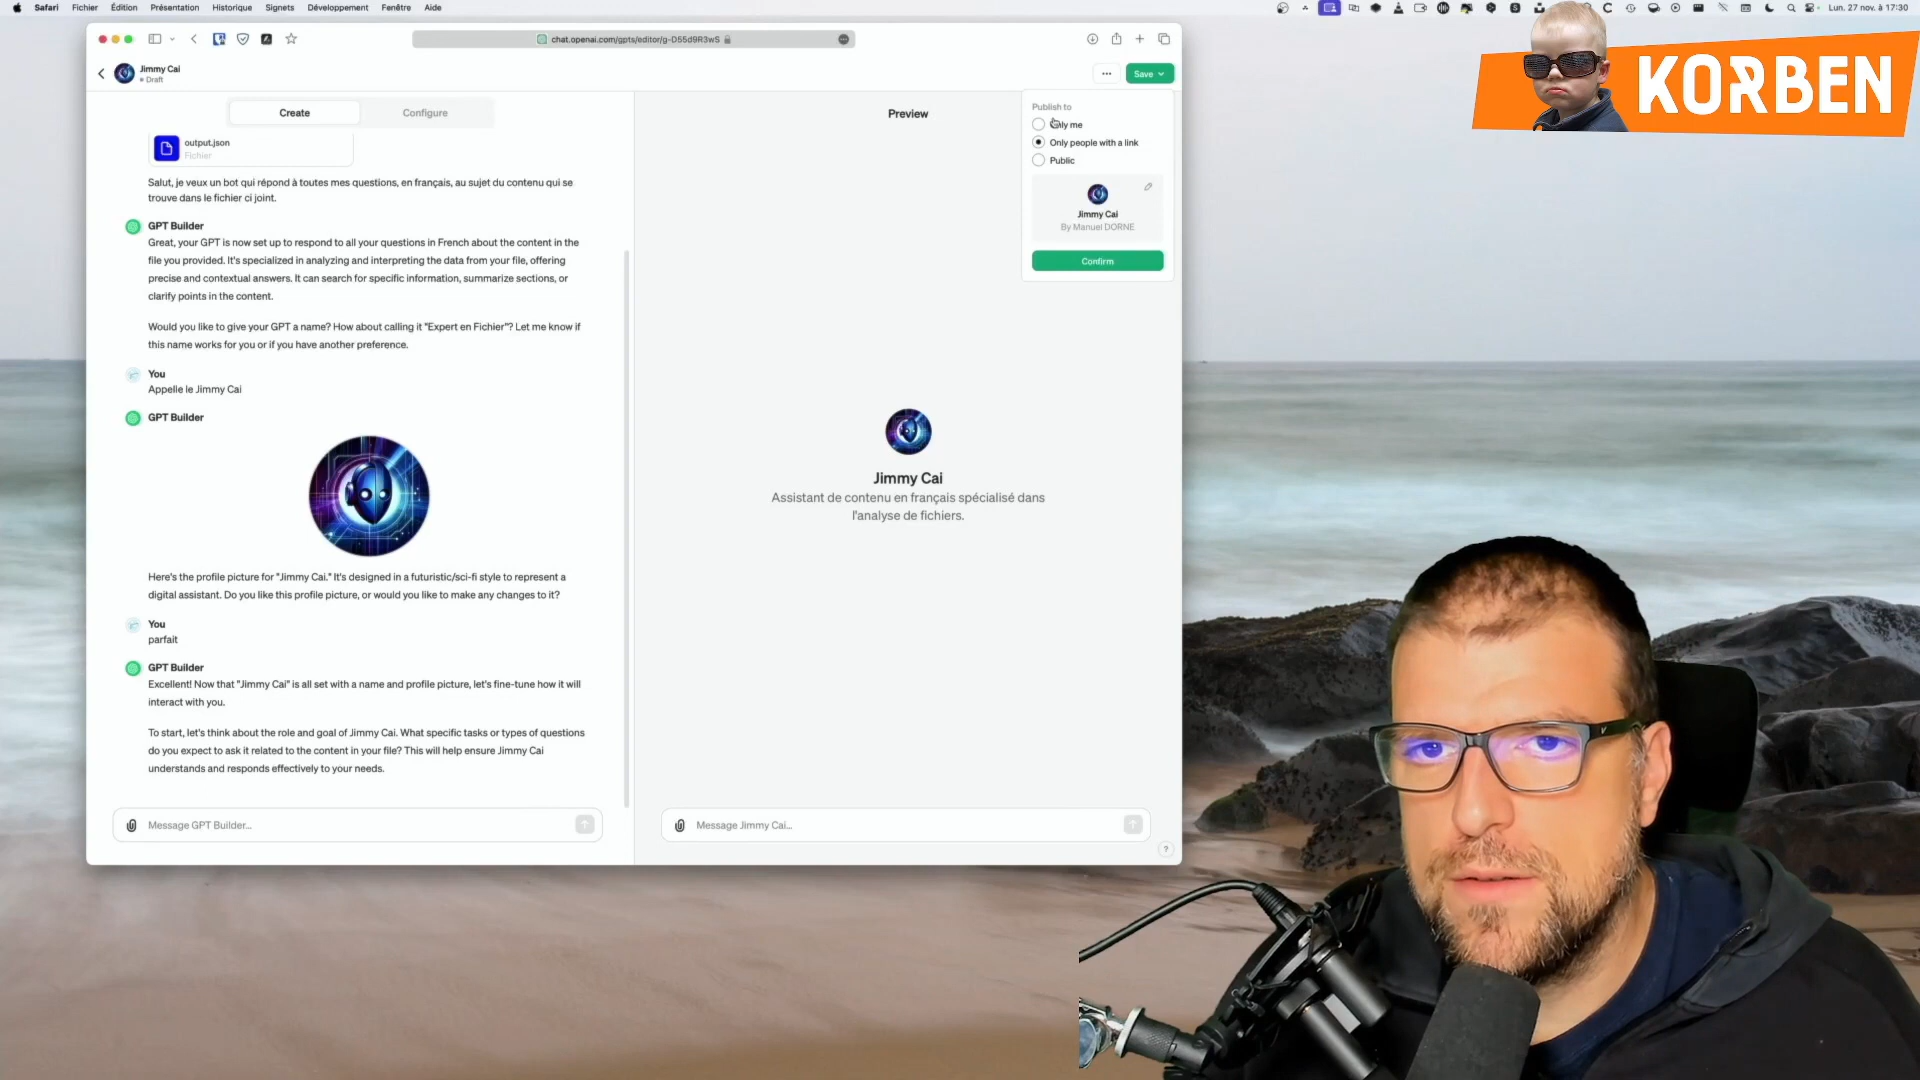 Safari Fichier Édition Présentation Historique Signets Développement Fenêtre Aide
Lun. 27 nov. à 17:30
chat.openai.com/gpts/editor/g-D55d9R3wS
KORBEN
Jimmy Cai
Draft
Save
Create
Configure
Preview
Publish to
Only me
Only people with a link
Public
Jimmy Cai
By Manuel DORNE
Confirm
output.json
Fichier
Salut, je veux un bot qui répond à toutes mes questions, en français, au sujet du contenu qui se
trouve dans le fichier ci joint.
GPT Builder
Great, your GPT is now set up to respond to all your questions in French about the content in the
file you provided. It's specialized in analyzing and interpreting the data from your file, offering
precise and contextual answers. It can search for specific information, summarize sections, or
clarify points in the content.
Would you like to give your GPT a name? How about calling it "Expert en Fichier"? Let me know if
this name works for you or if you have another preference.
You
Appelle le Jimmy Cai
GPT Builder
Here's the profile picture for "Jimmy Cai." It's designed in a futuristic/sci-fi style to represent a
digital assistant. Do you like this profile picture, or would you like to make any changes to it?
You
parfait
GPT Builder
Excellent! Now that "Jimmy Cai" is all set with a name and profile picture, let's fine-tune how it will
interact with you.
To start, let's think about the role and goal of Jimmy Cai. What specific tasks or types of questions
do you expect to ask it related to the content in your file? This will help ensure Jimmy Cai
understands and responds effectively to your needs.
Message GPT Builder...
Jimmy Cai
Assistant de contenu en français spécialisé dans
l'analyse de fichiers.
Message Jimmy Cai...
?